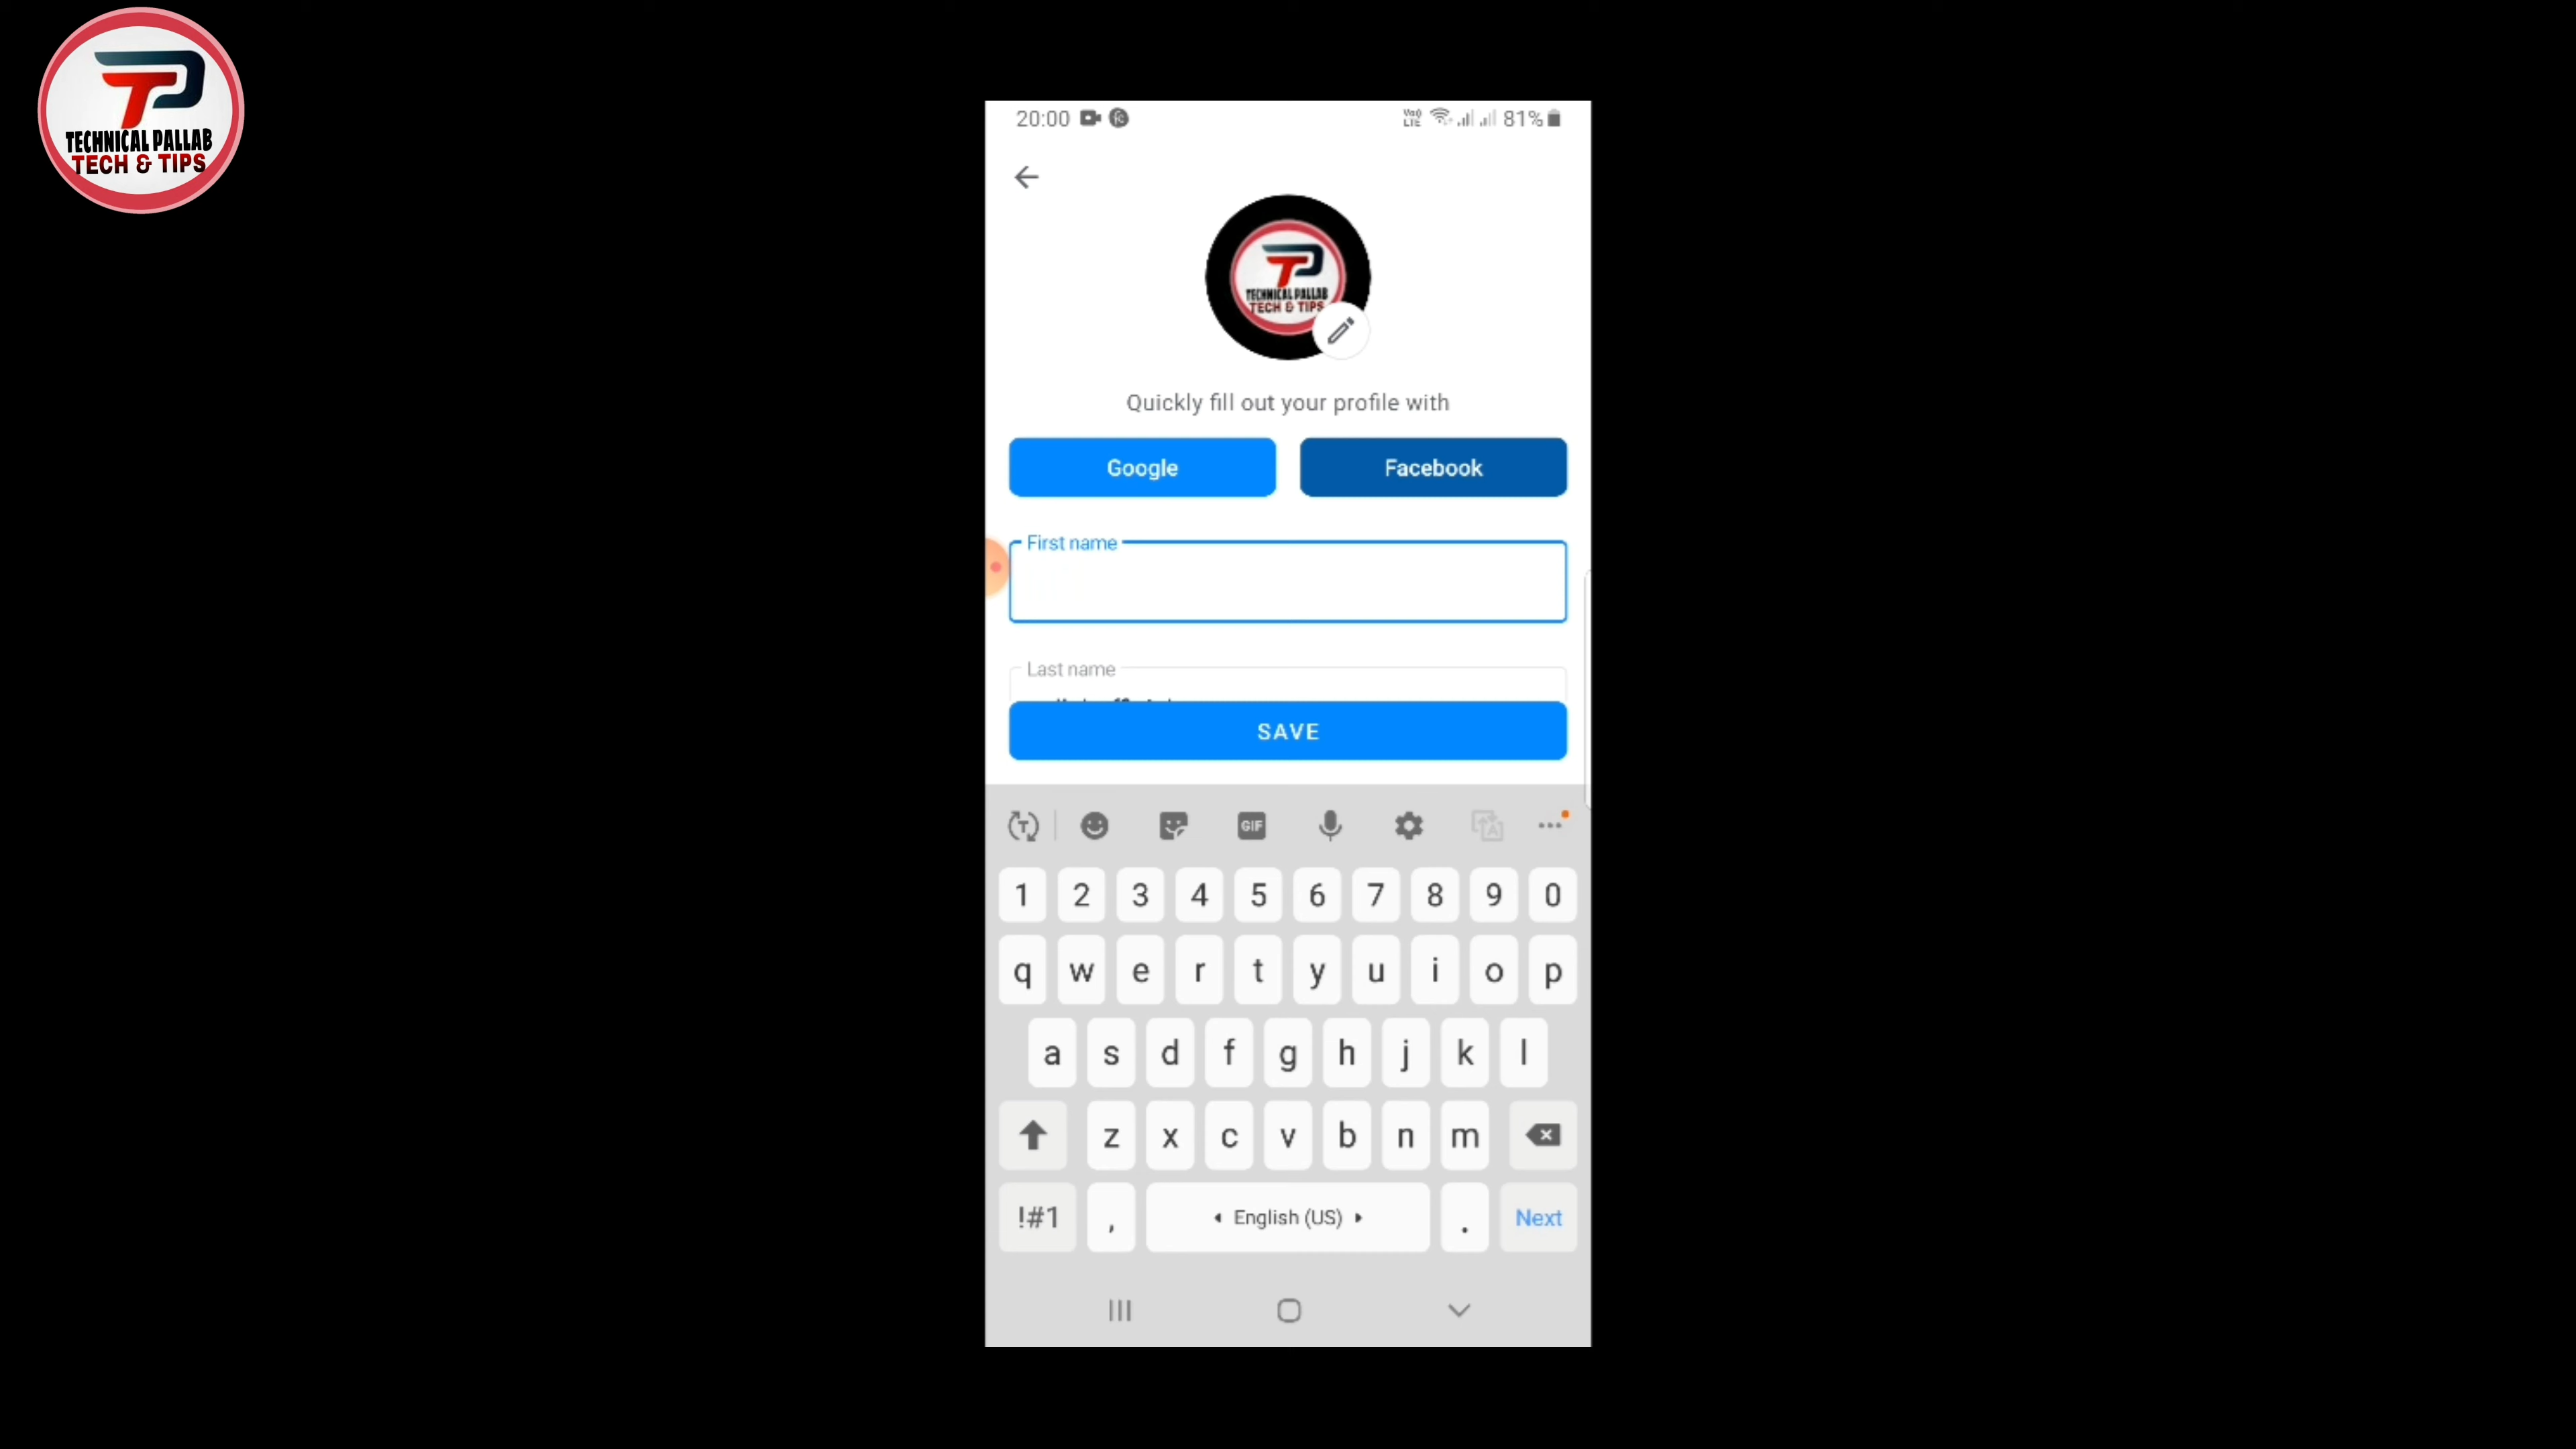 TECHNICAL PALLAB
TECH & TIPS
20:00
Vo) LTE 81%
TECHNICAL PALLAB
TECH & TIPS
Quickly fill out your profile with
Google Facebook
First name
Last name
SAVE
GIF
1 2 3 4 5 6 7 8 9 0
q w e r t y u i o p
a s d f g h j k l
z x c v b n m
!#1 , English (US) . Next